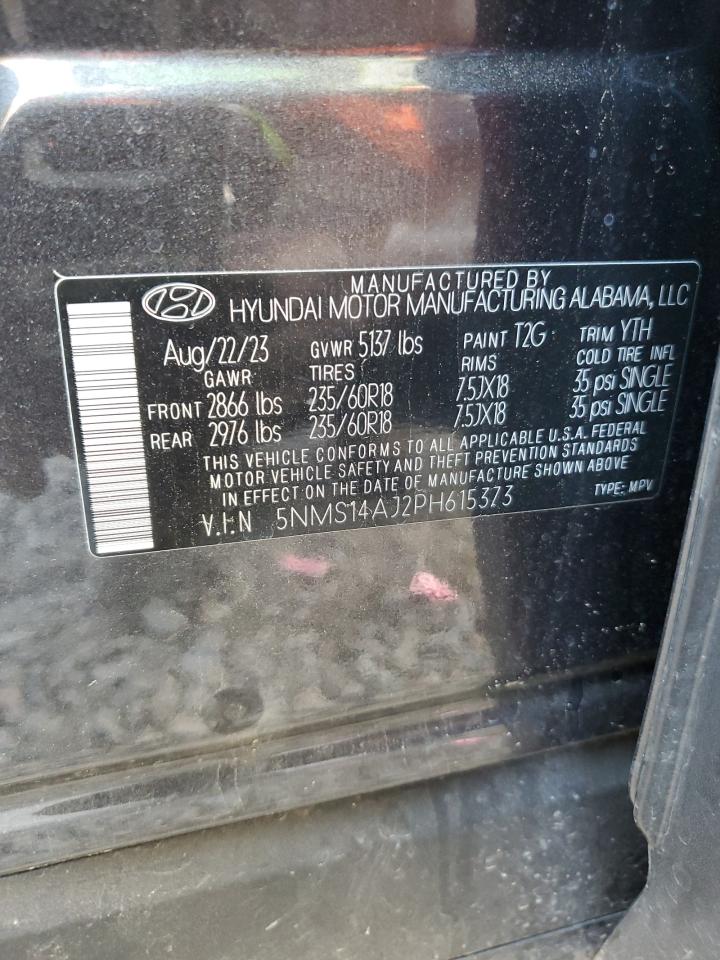 MANUFACTURED BY
HYUNDAI MOTOR MANUFACTURING ALABAMA, LLC
Aug/22/23 GVWR 5137 lbs PAINT T2G TRIM YTH
GAWR TIRES RIMS COLD TIRE INFL
FRONT 2866 lbs 235/60R18 7.5JX18 35 psi SINGLE
REAR 2976 lbs 235/60R18 7.5JX18 35 psi SINGLE
THIS VEHICLE CONFORMS TO ALL APPLICABLE U.S.A. FEDERAL
MOTOR VEHICLE SAFETY AND THEFT PREVENTION STANDARDS
IN EFFECT ON THE DATE OF MANUFACTURE SHOWN ABOVE
V.I.N 5NMS14AJ2PH615373 TYPE: MPV